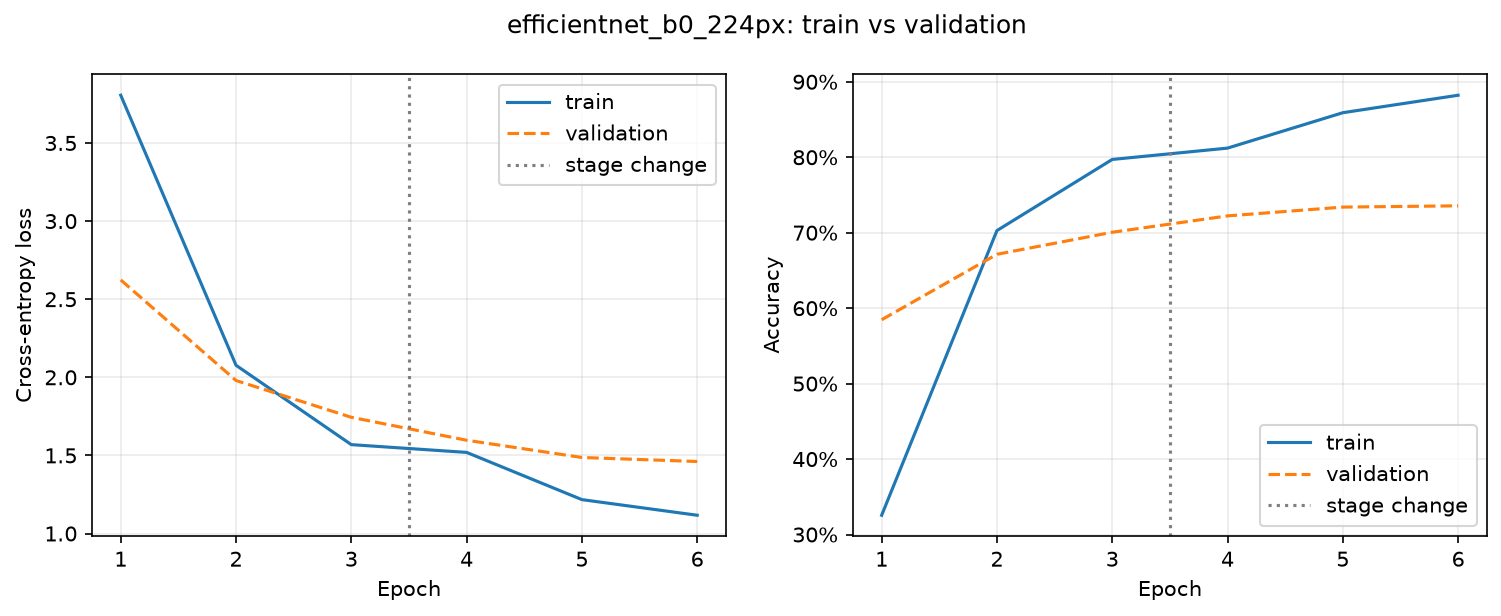 efficientnet_b0_224px: train vs validation
Cross-entropy loss
3.5
3.0
2.5
2.0
1.5
1.0
1 2 3 4 5 6
Epoch
train
validation
stage change
Accuracy
90%
80%
70%
60%
50%
40%
30%
1 2 3 4 5 6
Epoch
train
validation
stage change